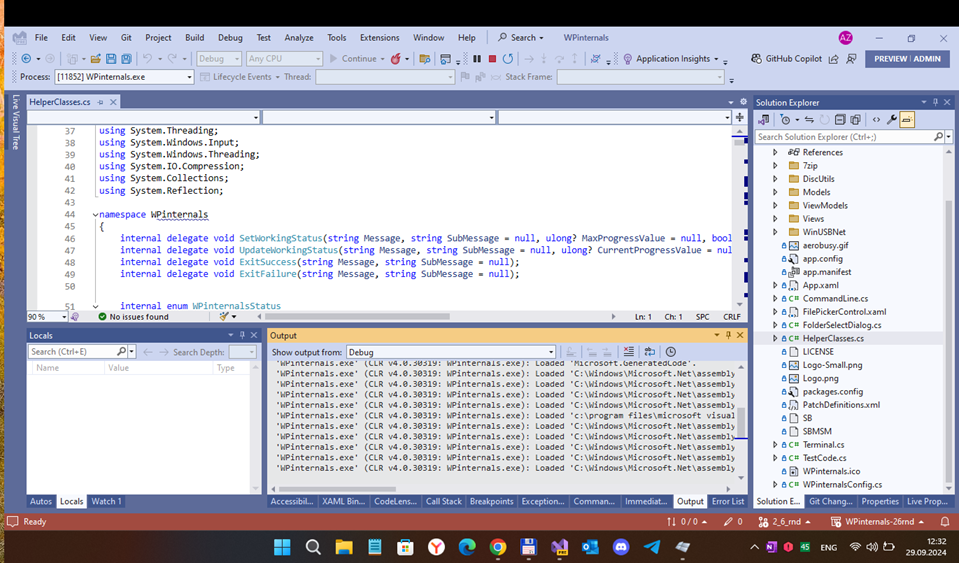 File Edit View Git Project Build Debug Test Analyze Tools Extensions Window Help Search WPinternals AZ
Debug Any CPU Continue Application Insights GitHub Copilot PREVIEW | ADMIN
Process: [11852] WPinternals.exe Lifecycle Events Thread: Stack Frame:
Live Visual Tree
HelperClasses.cs
37 using System.Threading;
38 using System.Windows.Input;
39 using System.Windows.Threading;
40 using System.IO.Compression;
41 using System.Collections;
42 using System.Reflection;
43
44 namespace WPinternals
45 {
46 internal delegate void SetWorkingStatus(string Message, string SubMessage = null, ulong? MaxProgressValue = null, bool
47 internal delegate void UpdateWorkingStatus(string Message, string SubMessage = null, ulong? CurrentProgressValue = nul
48 internal delegate void ExitSuccess(string Message, string SubMessage = null);
49 internal delegate void ExitFailure(string Message, string SubMessage = null);
50
51 internal enum WPinternalsStatus
90 % No issues found Ln: 1 Ch: 1 SPC CRLF
Locals
Search (Ctrl+E) Search Depth:
Name Value Type
Autos Locals Watch 1
Output
Show output from: Debug
'WPinternals.exe' (CLR v4.0.30319: WPinternals.exe): Loaded 'Microsoft.GeneratedCode'.
'WPinternals.exe' (CLR v4.0.30319: WPinternals.exe): Loaded 'C:\Windows\Microsoft.Net\assembly
'WPinternals.exe' (CLR v4.0.30319: WPinternals.exe): Loaded 'C:\Windows\Microsoft.Net\assembly
'WPinternals.exe' (CLR v4.0.30319: WPinternals.exe): Loaded 'C:\Windows\Microsoft.Net\assembly
'WPinternals.exe' (CLR v4.0.30319: WPinternals.exe): Loaded 'C:\Windows\Microsoft.Net\assembly
'WPinternals.exe' (CLR v4.0.30319: WPinternals.exe): Loaded 'c:\program files\microsoft visual
'WPinternals.exe' (CLR v4.0.30319: WPinternals.exe): Loaded 'C:\Windows\Microsoft.Net\assembly
'WPinternals.exe' (CLR v4.0.30319: WPinternals.exe): Loaded 'C:\Windows\Microsoft.Net\assembly
'WPinternals.exe' (CLR v4.0.30319: WPinternals.exe): Loaded 'C:\Windows\Microsoft.Net\assembly
'WPinternals.exe' (CLR v4.0.30319: WPinternals.exe): Loaded 'C:\Windows\Microsoft.Net\assembly
'WPinternals.exe' (CLR v4.0.30319: WPinternals.exe): Loaded 'C:\Windows\Microsoft.Net\assembly
Accessibil... XAML Bin... CodeLens... Call Stack Breakpoints Exception... Comman... Immediat... Output Error List
Solution Explorer
Search Solution Explorer (Ctrl+;)
References
7zip
DiscUtils
Models
ViewModels
Views
WinUSBNet
aerobusy.gif
app.config
app.manifest
App.xaml
C# CommandLine.cs
FilePickerControl.xaml
C# FolderSelectDialog.cs
C# HelperClasses.cs
LICENSE
Logo-Small.png
Logo.png
packages.config
PatchDefinitions.xml
SB
SBMSM
C# Terminal.cs
C# TestCode.cs
WPinternals.ico
C# WPinternalsConfig.cs
Solution E... Git Chang... Properties Live Prop...
Ready 0 / 0 0 2_6_rnd WPinternals-26rnd
ENG 12:32
29.09.2024